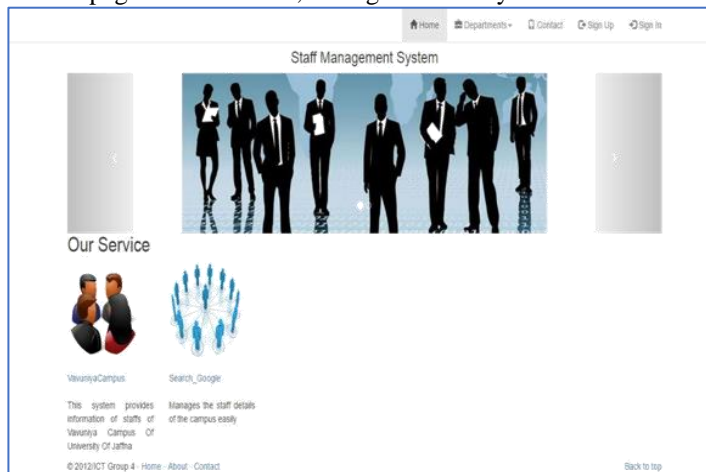 Home Departments Contact Sign Up Sign In
Staff Management System
Our Service
VavuniyaCampus Search_Google
This system provides
information of staffs of
Vavuniya Campus Of
University Of Jaffna
Manages the staff details
of the campus easily
© 2012/ICT Group 4 · Home · About · Contact
Back to top